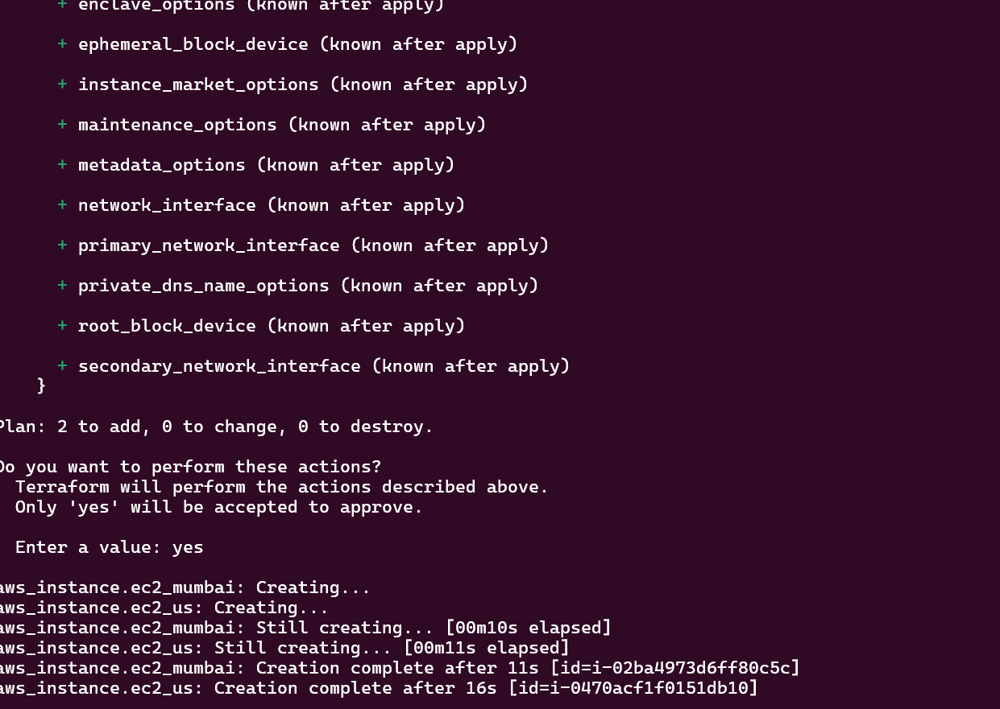 + enclave_options (known after apply)
+ ephemeral_block_device (known after apply)
+ instance_market_options (known after apply)
+ maintenance_options (known after apply)
+ metadata_options (known after apply)
+ network_interface (known after apply)
+ primary_network_interface (known after apply)
+ private_dns_name_options (known after apply)
+ root_block_device (known after apply)
+ secondary_network_interface (known after apply)
}
Plan: 2 to add, 0 to change, 0 to destroy.
Do you want to perform these actions?
Terraform will perform the actions described above.
Only 'yes' will be accepted to approve.
Enter a value: yes
aws_instance.ec2_mumbai: Creating...
aws_instance.ec2_us: Creating...
aws_instance.ec2_mumbai: Still creating... [00m10s elapsed]
aws_instance.ec2_us: Still creating... [00m11s elapsed]
aws_instance.ec2_mumbai: Creation complete after 11s [id=i-02ba4973d6ff80c5c]
aws_instance.ec2_us: Creation complete after 16s [id=i-0470acf1f0151db10]